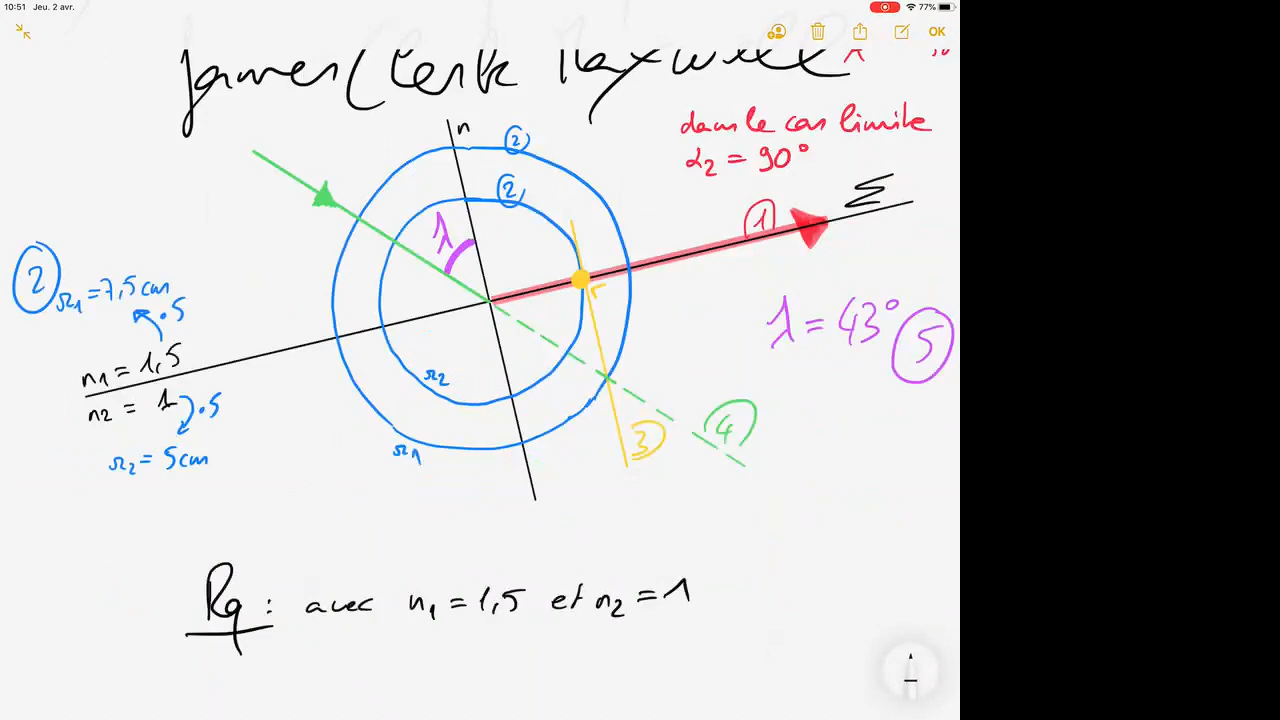 10:51 Jeu. 2 avr.
77%
OK
James Clerk Maxwell
dans le cas limite
α₂ = 90°
n
②
②
λ
①
Σ
②
r₁ = 7,5 cm
·5
n₁ = 1,5
n₂ = 1
·5
r₂ = 5 cm
r₂
r₁
λ = 43° ⑤
③
④
Rq : avec n₁ = 1,5 et n₂ = 1